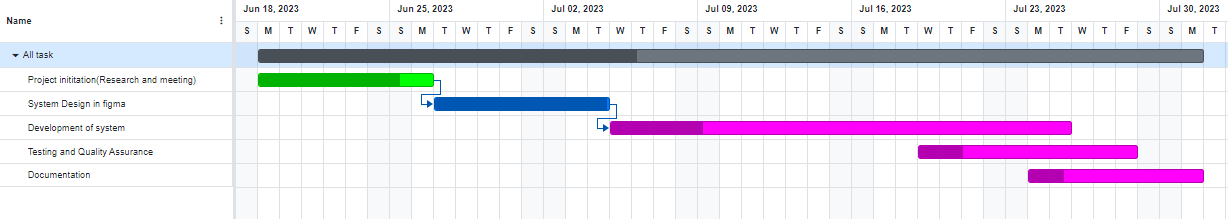 Name Jun 18, 2023 Jun 25, 2023 Jul 02, 2023 Jul 09, 2023 Jul 16, 2023 Jul 23, 2023 Jul 30, 2023
S M T W T F S S M T W T F S S M T W T F S S M T W T F S S M T W T F S S M T W T F S S M T
All task
Project inititation(Research and meeting)
System Design in figma
Development of system
Testing and Quality Assurance
Documentation